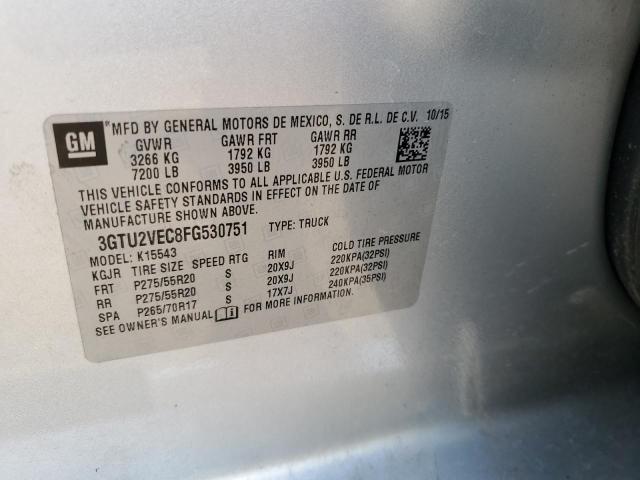 GM
MFD BY GENERAL MOTORS DE MEXICO, S. DE R.L. DE C.V. 10/15
GVWR GAWR FRT GAWR RR
3266 KG 1792 KG 1792 KG
7200 LB 3950 LB 3950 LB
THIS VEHICLE CONFORMS TO ALL APPLICABLE U.S. FEDERAL MOTOR
VEHICLE SAFETY STANDARDS IN EFFECT ON THE DATE OF
MANUFACTURE SHOWN ABOVE.
3GTU2VEC8FG530751 TYPE: TRUCK
MODEL: K15543
KGJR TIRE SIZE SPEED RTG RIM COLD TIRE PRESSURE
FRT P275/55R20 S 20X9J 220KPA(32PSI)
RR P275/55R20 S 20X9J 220KPA(32PSI)
SPA P265/70R17 S 17X7J 240KPA(35PSI)
SEE OWNER'S MANUAL FOR MORE INFORMATION.